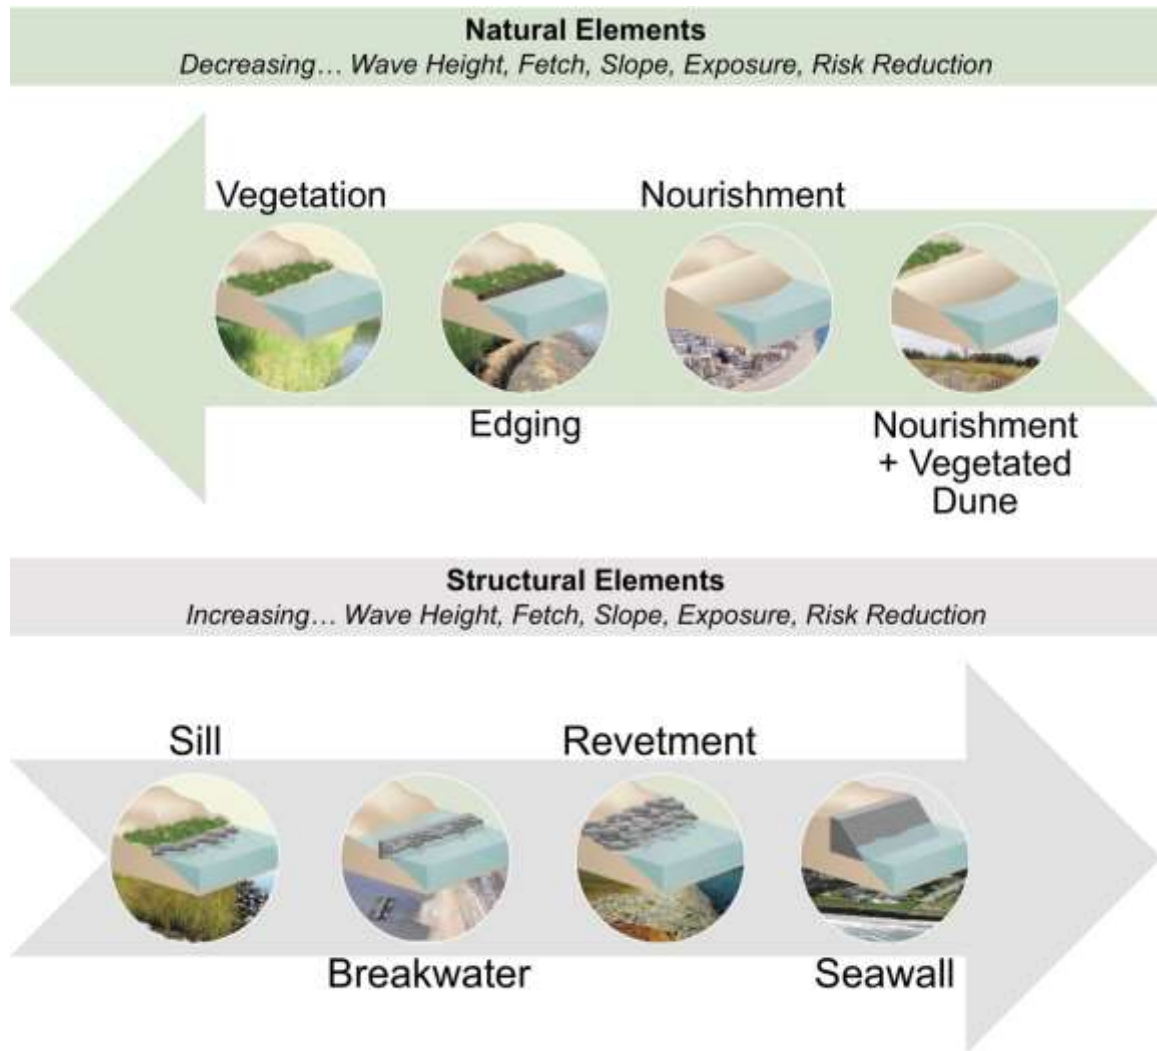 Natural Elements
Decreasing... Wave Height, Fetch, Slope, Exposure, Risk Reduction
Vegetation
Nourishment
Edging
Nourishment
+ Vegetated
Dune
Structural Elements
Increasing... Wave Height, Fetch, Slope, Exposure, Risk Reduction
Sill
Revetment
Breakwater
Seawall